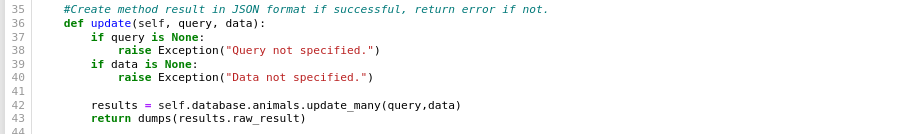 35 #Create method result in JSON format if successful, return error if not.
36 def update(self, query, data):
37 if query is None:
38 raise Exception("Query not specified.")
39 if data is None:
40 raise Exception("Data not specified.")
41
42 results = self.database.animals.update_many(query,data)
43 return dumps(results.raw_result)
44